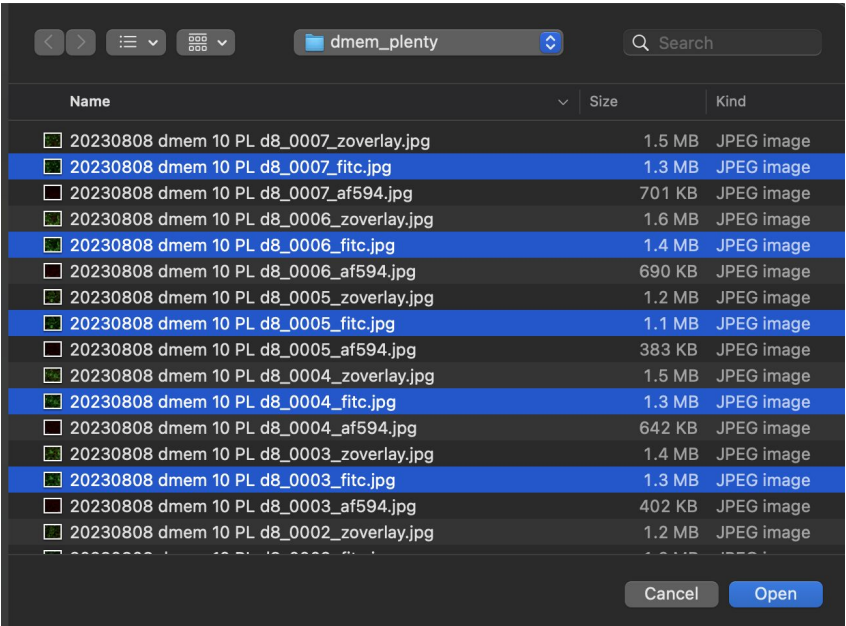 dmem_plenty
Search
Name Size Kind
20230808 dmem 10 PL d8_0007_zoverlay.jpg 1.5 MB JPEG image
20230808 dmem 10 PL d8_0007_fitc.jpg 1.3 MB JPEG image
20230808 dmem 10 PL d8_0007_af594.jpg 701 KB JPEG image
20230808 dmem 10 PL d8_0006_zoverlay.jpg 1.6 MB JPEG image
20230808 dmem 10 PL d8_0006_fitc.jpg 1.4 MB JPEG image
20230808 dmem 10 PL d8_0006_af594.jpg 690 KB JPEG image
20230808 dmem 10 PL d8_0005_zoverlay.jpg 1.2 MB JPEG image
20230808 dmem 10 PL d8_0005_fitc.jpg 1.1 MB JPEG image
20230808 dmem 10 PL d8_0005_af594.jpg 383 KB JPEG image
20230808 dmem 10 PL d8_0004_zoverlay.jpg 1.5 MB JPEG image
20230808 dmem 10 PL d8_0004_fitc.jpg 1.3 MB JPEG image
20230808 dmem 10 PL d8_0004_af594.jpg 642 KB JPEG image
20230808 dmem 10 PL d8_0003_zoverlay.jpg 1.4 MB JPEG image
20230808 dmem 10 PL d8_0003_fitc.jpg 1.3 MB JPEG image
20230808 dmem 10 PL d8_0003_af594.jpg 402 KB JPEG image
20230808 dmem 10 PL d8_0002_zoverlay.jpg 1.2 MB JPEG image
Cancel Open